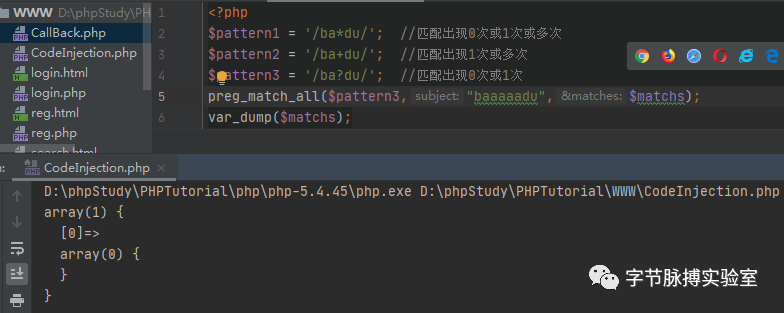 WWW D:\phpStudy\PH
CallBack.php
CodeInjection.php
login.html
login.php
reg.html
reg.php
search.html
1 <?php
2 $pattern1 = '/ba*du/'; //匹配出现0次或1次或多次
3 $pattern2 = '/ba+du/'; //匹配出现1次或多次
4 $pattern3 = '/ba?du/'; //匹配出现0次或1次
5 preg_match_all($pattern3, subject: "baaaaadu", &matches: $matchs);
6 var_dump($matchs);
CodeInjection.php
D:\phpStudy\PHPTutorial\php\php-5.4.45\php.exe D:\phpStudy\PHPTutorial\WWW\CodeInjection.php
array(1) {
[0]=>
array(0) {
}
}
字节脉搏实验室